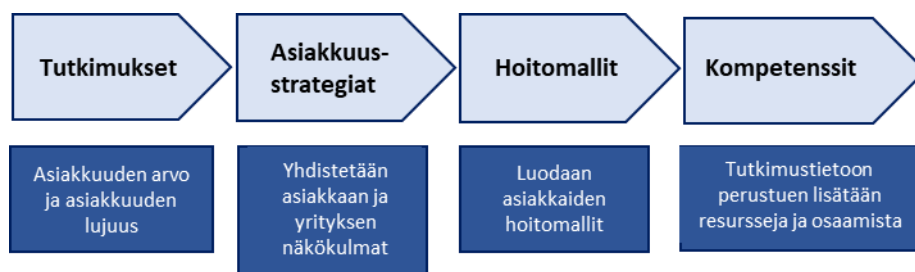 Tutkimukset
Asiakkuus-
strategiat
Hoitomallit
Kompetenssit
Asiakkuuden arvo
ja asiakkuuden
lujuus
Yhdistetään
asiakkaan ja
yrityksen
näkökulmat
Luodaan
asiakkaiden
hoitomallit
Tutkimustietoon
perustuen lisätään
resursseja ja osaamista